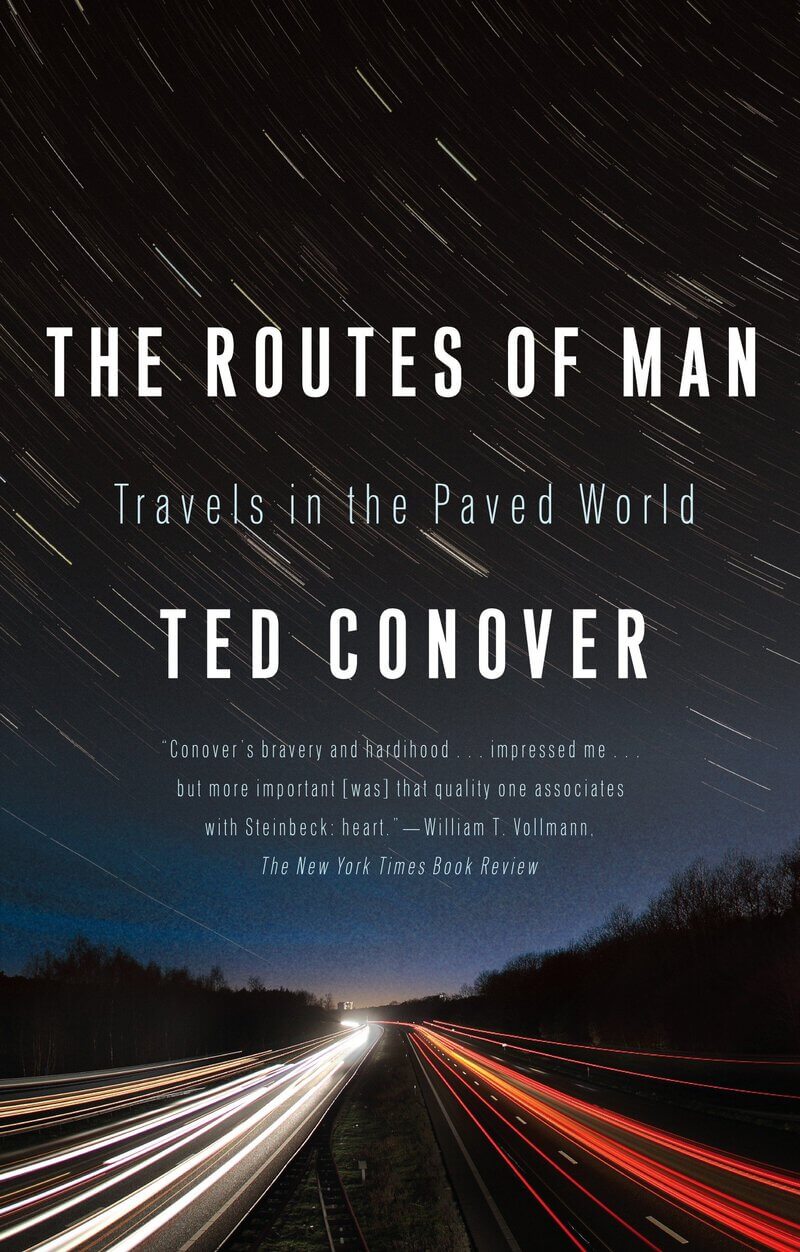 THE ROUTES OF MAN
Travels in the Paved World
TED CONOVER
“Conover’s bravery and hardihood . . . impressed me . . .
but more important [was] that quality one associates
with Steinbeck: heart.”—William T. Vollmann,
The New York Times Book Review